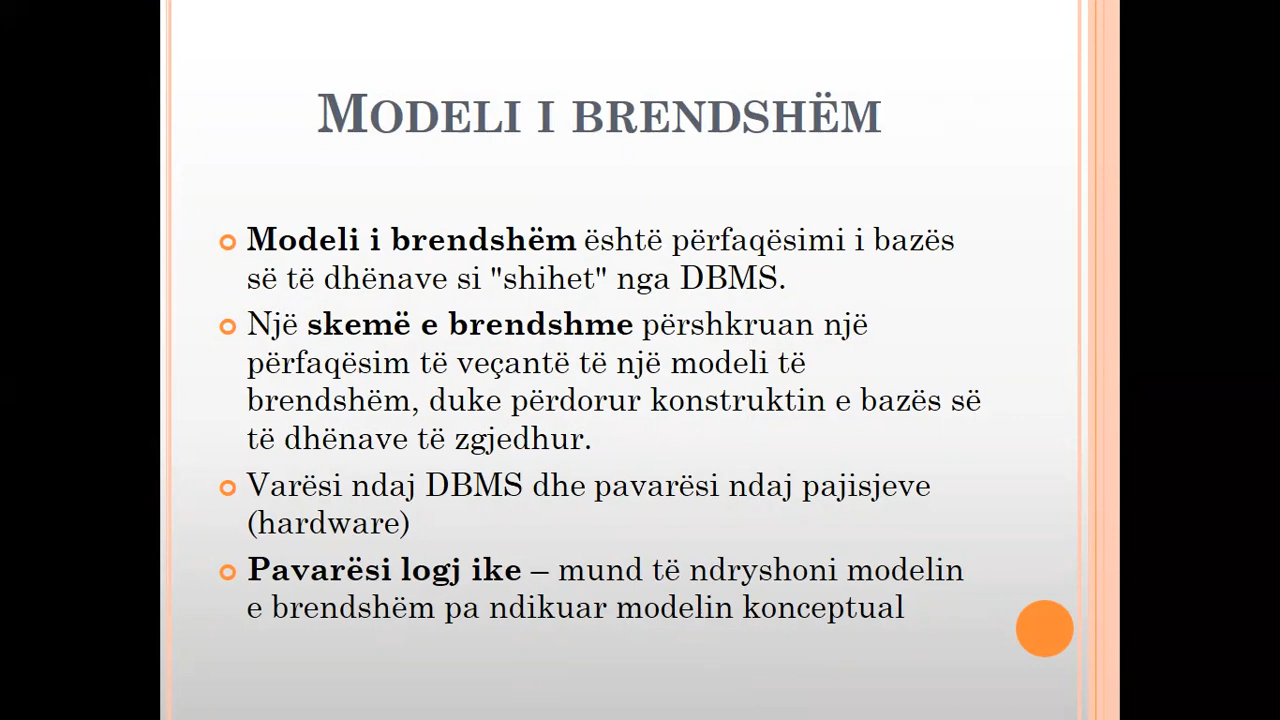 MODELI I BRENDSHËM
Modeli i brendshëm është përfaqësimi i bazës
së të dhënave si "shihet" nga DBMS.
Një skemë e brendshme përshkruan një
përfaqësim të veçantë të një modeli të
brendshëm, duke përdorur konstruktin e bazës së
të dhënave të zgjedhur.
Varësi ndaj DBMS dhe pavarësi ndaj pajisjeve
(hardware)
Pavarësi logj ike – mund të ndryshoni modelin
e brendshëm pa ndikuar modelin konceptual